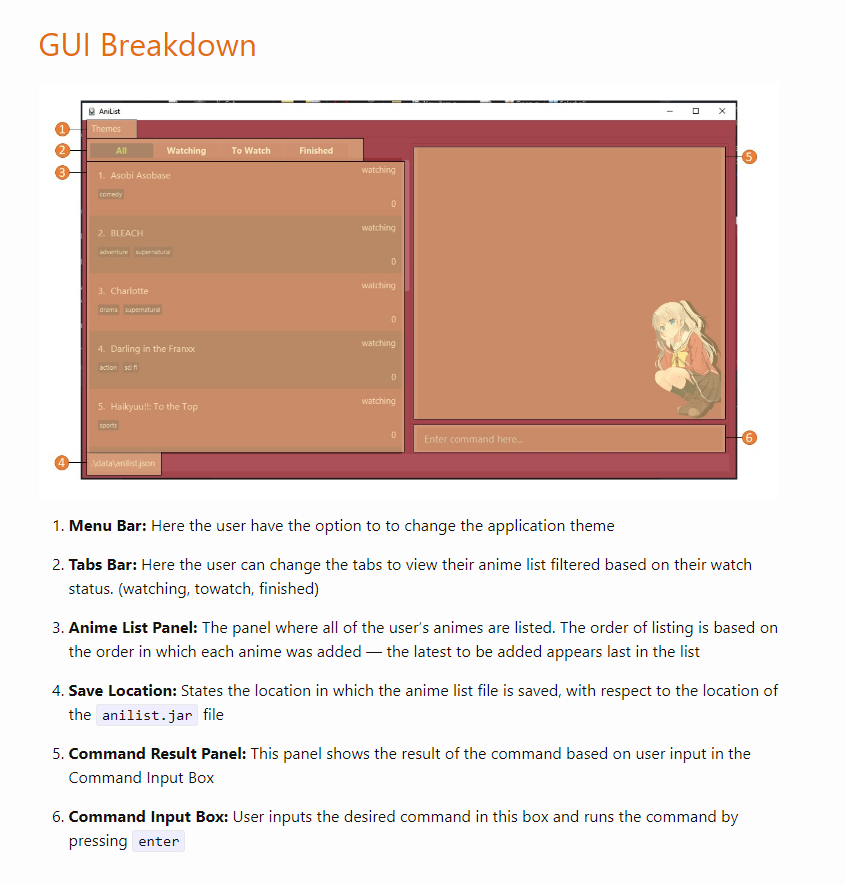 GUI Breakdown
AniList
1
Themes
2
All Watching To Watch Finished
3
1. Asobi Asobase watching
comedy
0
2. BLEACH watching
adventure supernatural
0
3. Charlotte watching
drama supernatural
0
4. Darling in the Franxx watching
action sci fi
0
5. Haikyuu!!: To the Top watching
sports
0
4
\data\anilist.json
5
6
Enter command here...
1. Menu Bar: Here the user have the option to to change the application theme
2. Tabs Bar: Here the user can change the tabs to view their anime list filtered based on their watch
status. (watching, towatch, finished)
3. Anime List Panel: The panel where all of the user’s animes are listed. The order of listing is based on
the order in which each anime was added — the latest to be added appears last in the list
4. Save Location: States the location in which the anime list file is saved, with respect to the location of
the anilist.jar file
5. Command Result Panel: This panel shows the result of the command based on user input in the
Command Input Box
6. Command Input Box: User inputs the desired command in this box and runs the command by
pressing enter